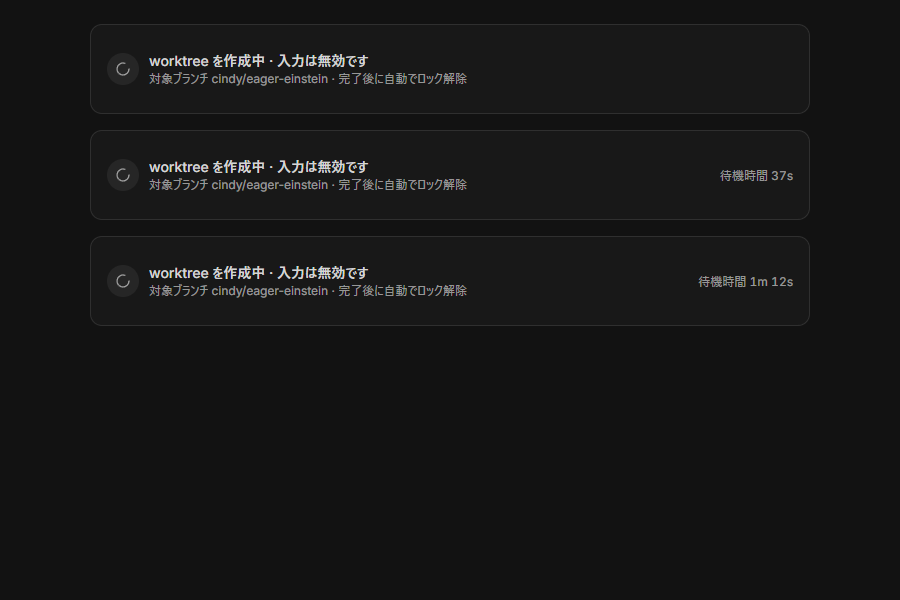 worktree を作成中 · 入力は無効です
対象ブランチ cindy/eager-einstein · 完了後に自動でロック解除
worktree を作成中 · 入力は無効です
対象ブランチ cindy/eager-einstein · 完了後に自動でロック解除
待機時間 37s
worktree を作成中 · 入力は無効です
対象ブランチ cindy/eager-einstein · 完了後に自動でロック解除
待機時間 1m 12s